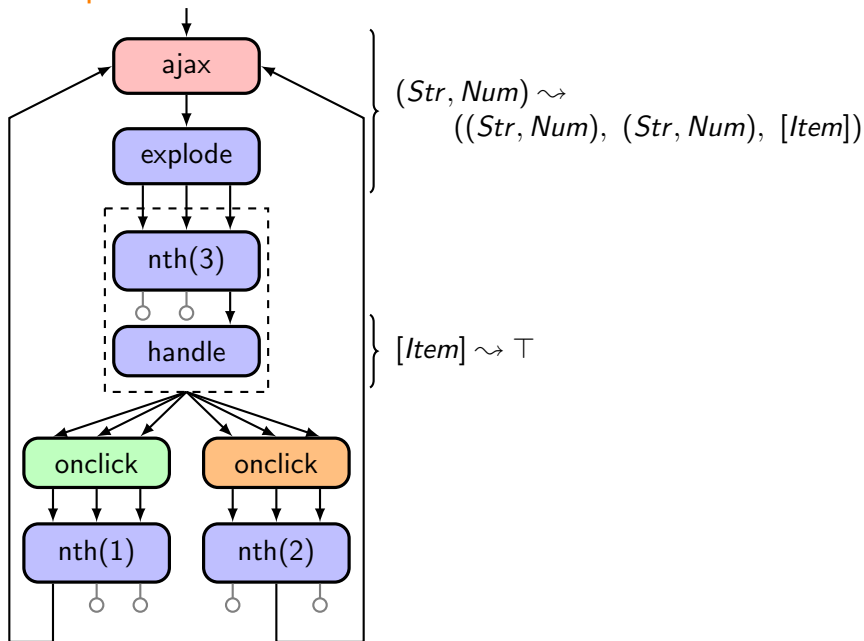 ajax
(Str, Num) ⇝
((Str, Num), (Str, Num), [Item])
explode
nth(3)
handle
[Item] ⇝ ⊤
onclick onclick
nth(1) nth(2)